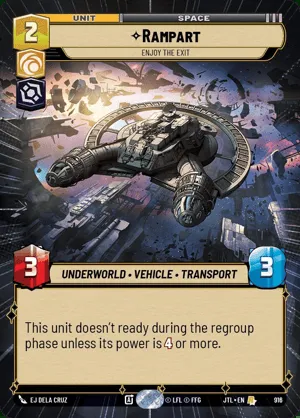 UNIT SPACE
2
✧RAMPART
ENJOY THE EXIT
3 UNDERWORLD • VEHICLE • TRANSPORT 3
This unit doesn't ready during the regroup
phase unless its power is 4 or more.
EJ DELA CRUZ © LFL © FFG JTL • EN 916